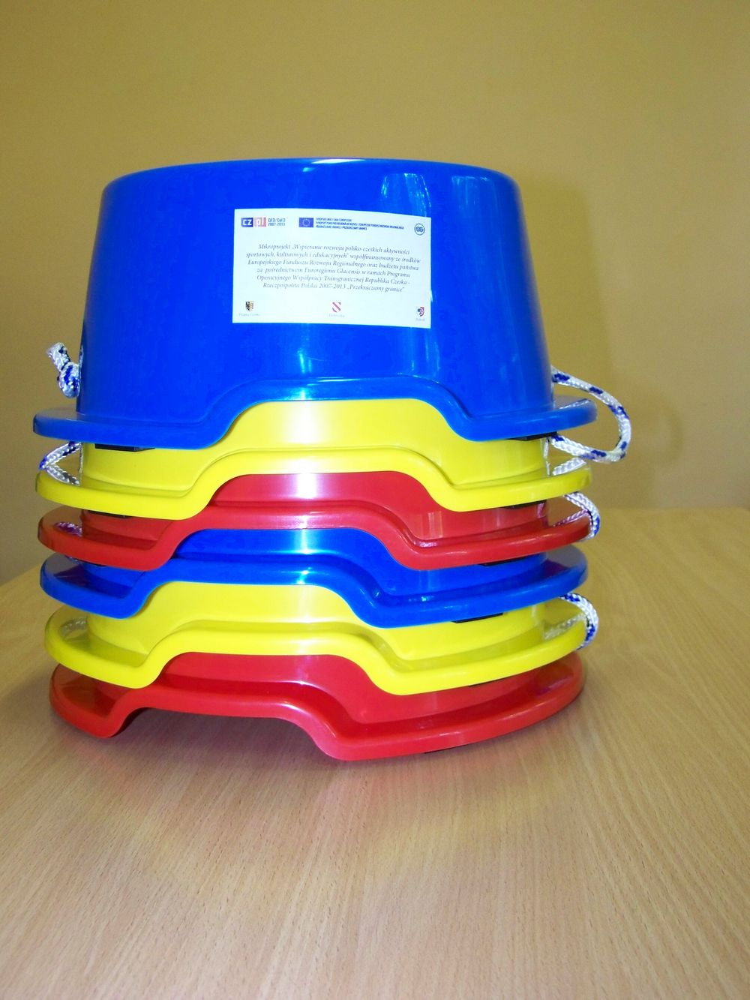 cz pl Cíl 3 / Cel 3
2007-2013
Mikroprojekt „Wspieranie rozwoju polsko-czeskich aktywności
sportowych, kulturowych i edukacyjnych” współfinansowany ze środków
Europejskiego Funduszu Rozwoju Regionalnego oraz budżetu państwa
za pośrednictwem Euroregionu Glacensis w ramach Programu
Operacyjnego Współpracy Transgranicznej Republika Czeska -
Rzeczpospolita Polska 2007-2013 „Przekraczamy granice”